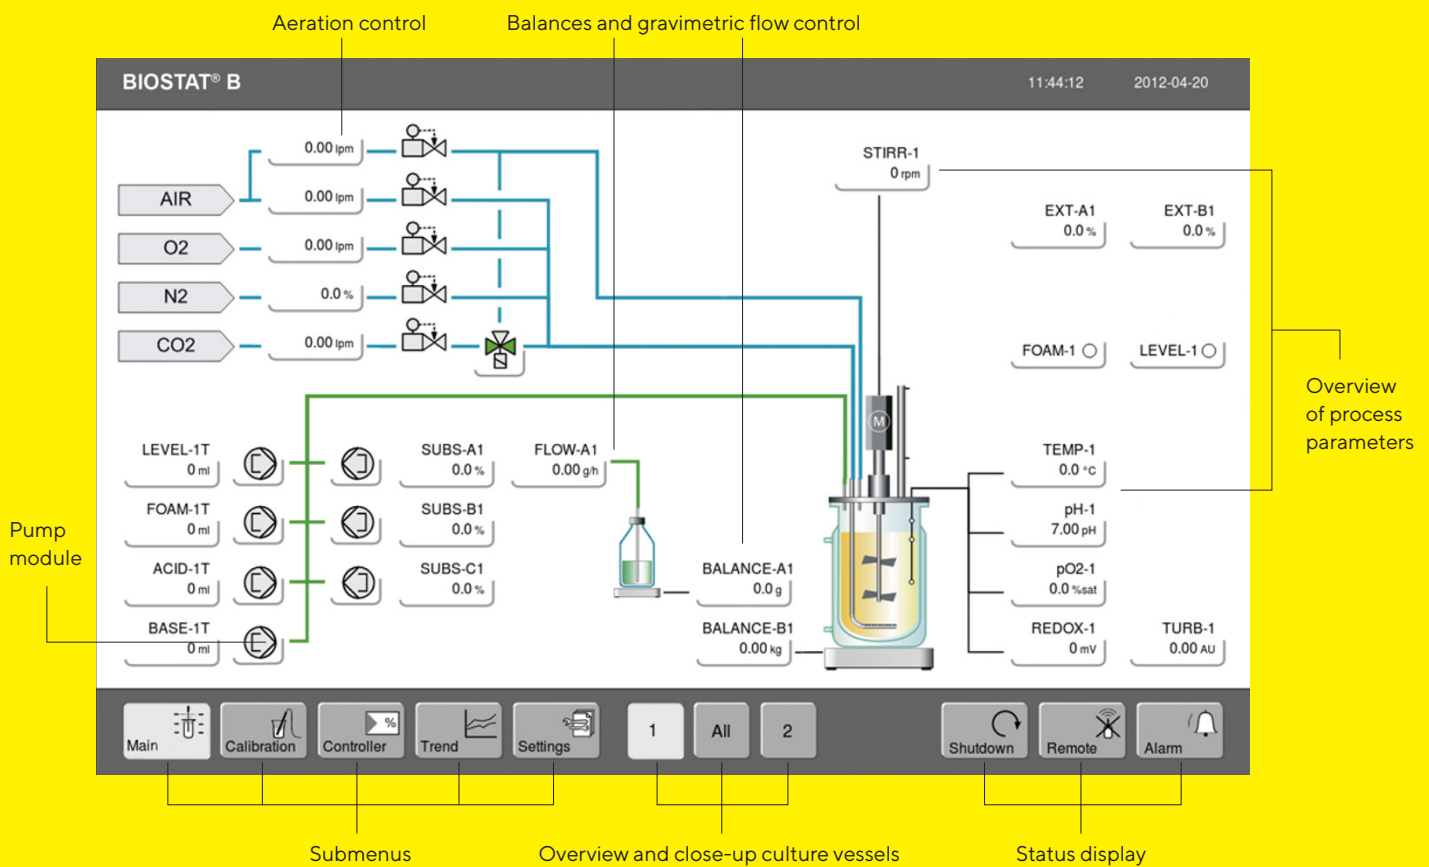 Aeration control
Balances and gravimetric flow control
BIOSTAT® B
11:44:12
2012-04-20
0.00 lpm
STIRR-1
0 rpm
AIR
0.00 lpm
EXT-A1
0.0 %
EXT-B1
0.0 %
O2
0.00 lpm
N2
0.0 %
CO2
0.00 lpm
FOAM-1
LEVEL-1
Overview
of process
parameters
M
LEVEL-1T
0 ml
SUBS-A1
0.0 %
FLOW-A1
0.00 g/h
TEMP-1
0.0 °C
FOAM-1T
0 ml
SUBS-B1
0.0 %
pH-1
7.00 pH
Pump
module
ACID-1T
0 ml
SUBS-C1
0.0 %
BALANCE-A1
0.0 g
pO2-1
0.0 %sat
BASE-1T
0 ml
BALANCE-B1
0.00 kg
REDOX-1
0 mV
TURB-1
0.00 AU
Main
Calibration
%
Controller
Trend
Settings
1
All
2
Shutdown
Remote
Alarm
Submenus
Overview and close-up culture vessels
Status display